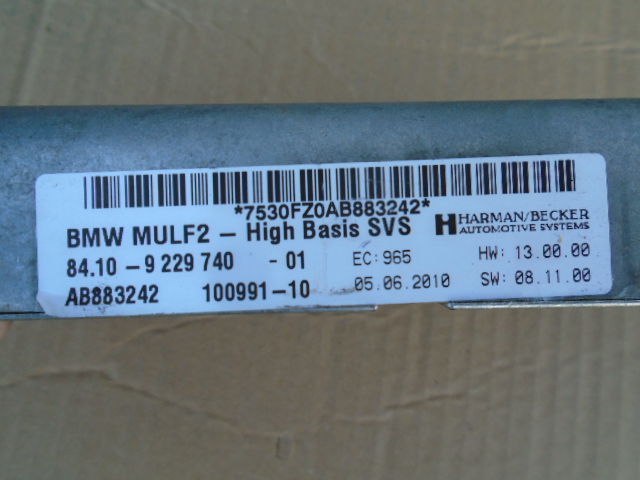 *7530FZ0AB883242*
BMW MULF2 – High Basis SVS
HARMAN/BECKER
AUTOMOTIVE SYSTEMS
84.10 – 9 229 740 - 01 EC: 965 HW: 13.00.00
AB883242 100991–10 05.06.2010 SW: 08.11.00